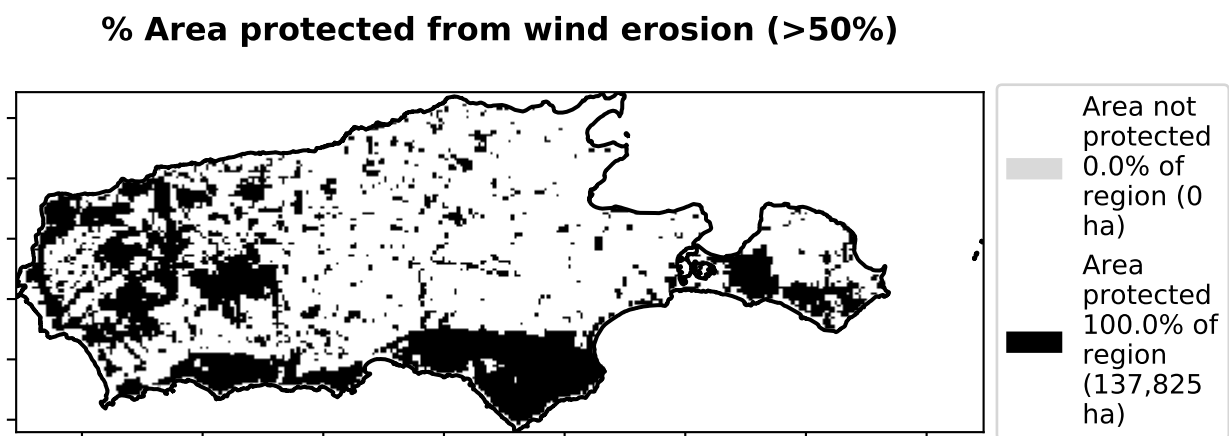 % Area protected from wind erosion (>50%)
Area not
protected
0.0% of
region (0
ha)
Area
protected
100.0% of
region
(137,825
ha)